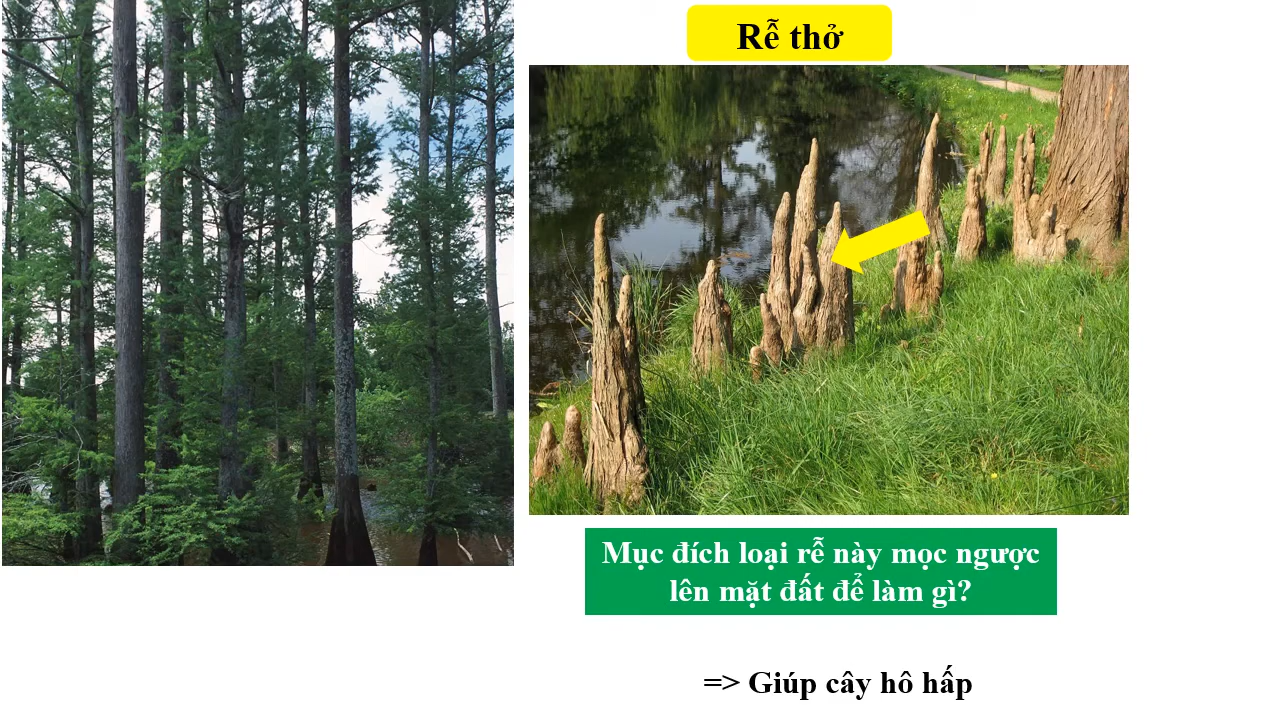 Rễ thở
Mục đích loại rễ này mọc ngược
lên mặt đất để làm gì?
=> Giúp cây hô hấp